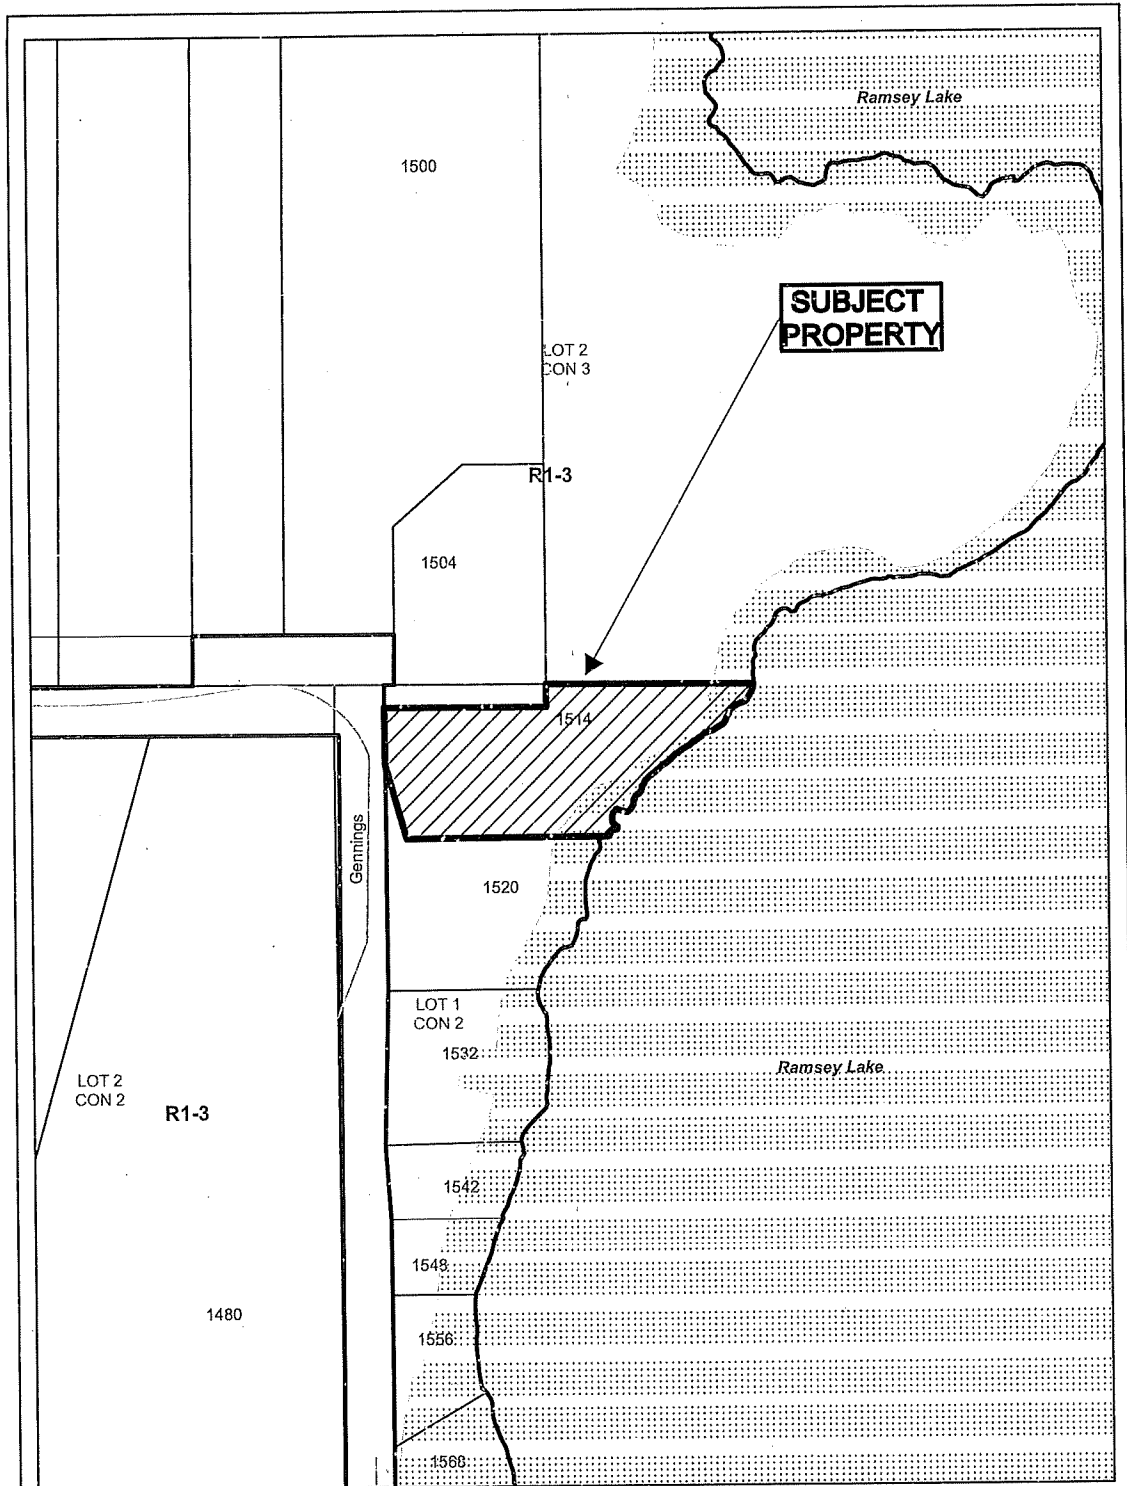 Ramsey Lake
1500
SUBJECT
PROPERTY
LOT 2
CON 3
R1-3
1504
1514
Gennings
1520
LOT 1
CON 2
1532
Ramsey Lake
LOT 2
CON 2
R1-3
1542
1548
1480
1556
1568